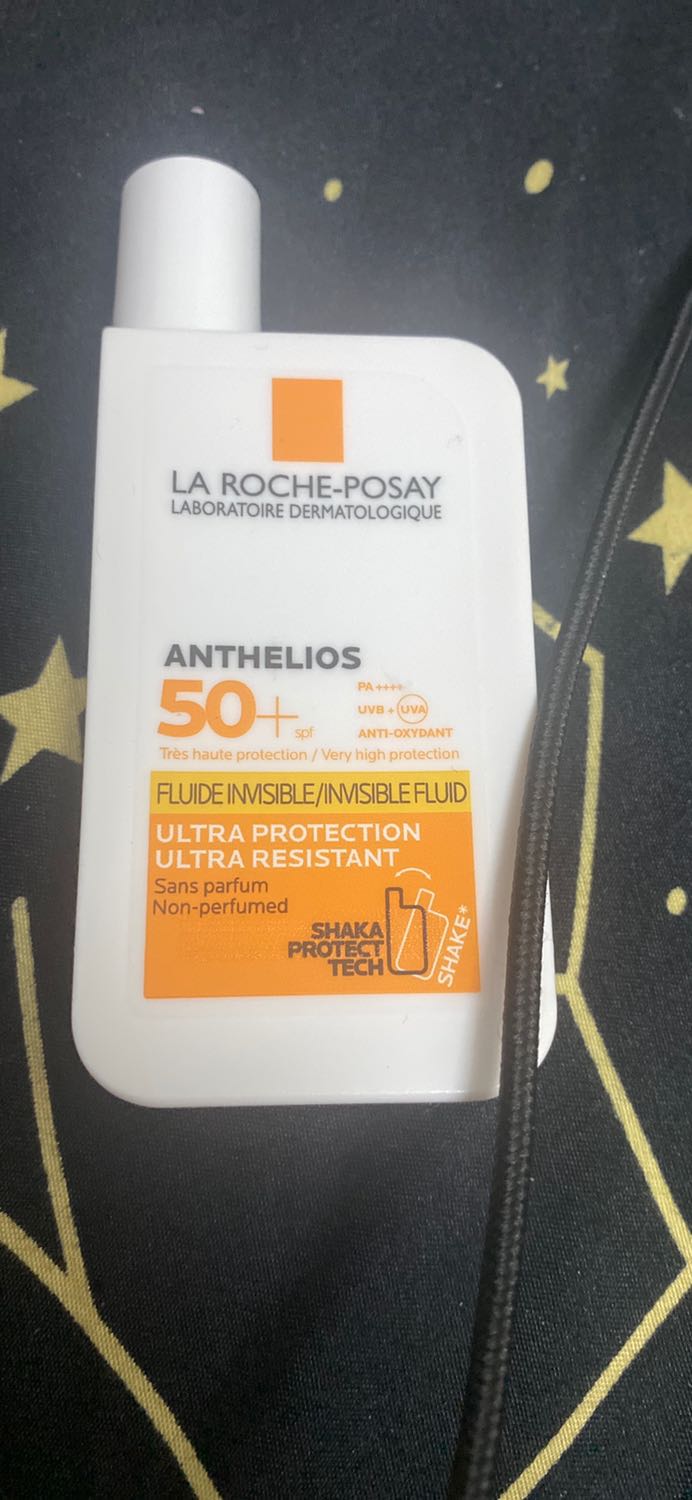 LA ROCHE-POSAY
LABORATOIRE DERMATOLOGIQUE
ANTHELIOS
50+ spf
PA ++++
UVB + UVA
ANTI-OXYDANT
Très haute protection / Very high protection
FLUIDE INVISIBLE/INVISIBLE FLUID
ULTRA PROTECTION
ULTRA RESISTANT
Sans parfum
Non-perfumed
SHAKA
PROTECT
TECH
SHAKE*